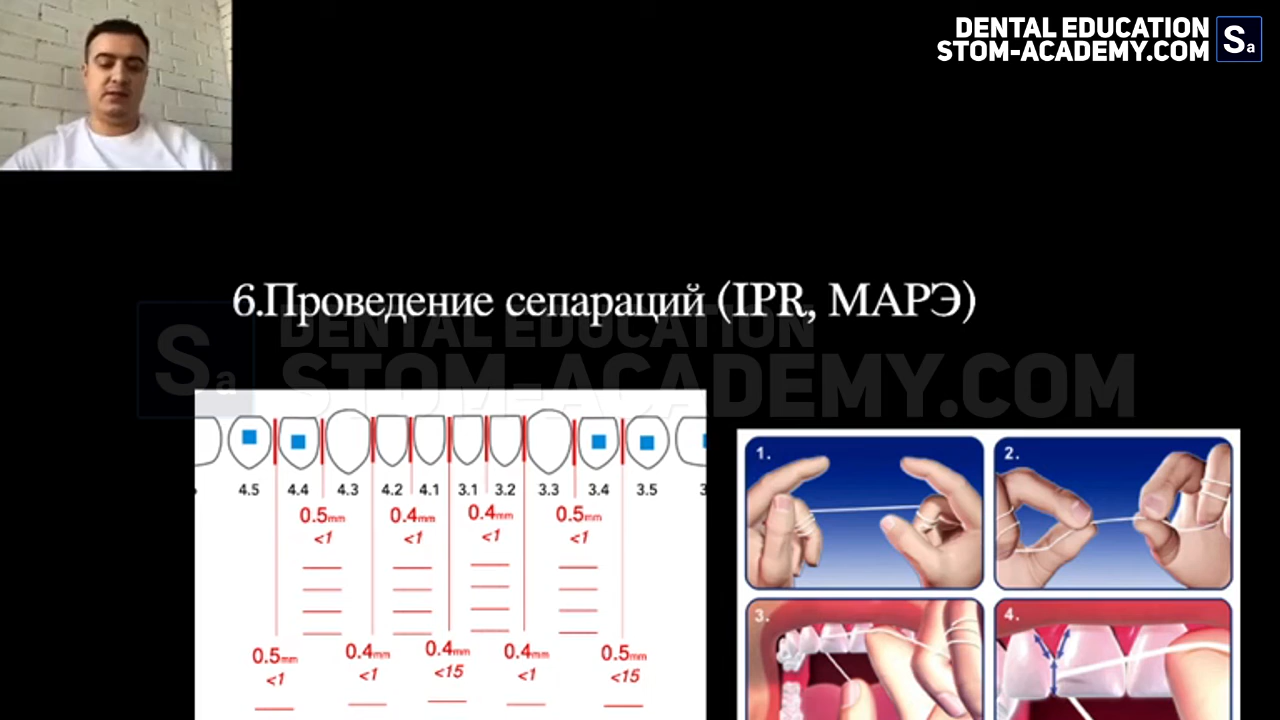 DENTAL EDUCATION
STOM-ACADEMY.COM
Sa
6.Проведение сепараций (IPR, МАРЭ)
DENTAL EDUCATION
STOM-ACADEMY.COM
Sa
4.5 4.4 4.3 4.2 4.1 3.1 3.2 3.3 3.4 3.5 3
0.5mm 0.4mm 0.4mm 0.5mm
<1 <1 <1 <1
0.5mm 0.4mm 0.4mm 0.4mm 0.5mm
<1 <1 <15 <1 <15
1. 2.
3. 4.